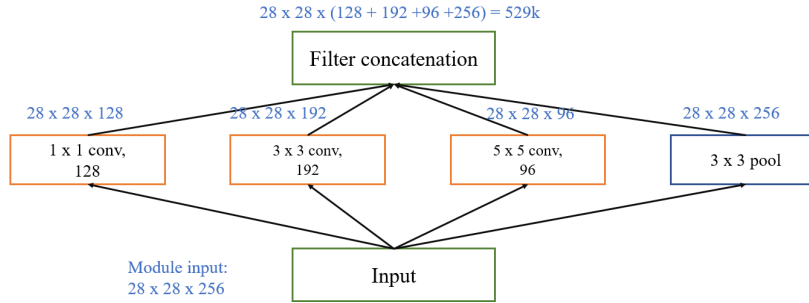 28 x 28 x (128 + 192 +96 +256) = 529k
Filter concatenation
28 x 28 x 128
28 x 28 x 192
28 x 28 x 96
28 x 28 x 256
1 x 1 conv,
128
3 x 3 conv,
192
5 x 5 conv,
96
3 x 3 pool
Module input:
28 x 28 x 256
Input